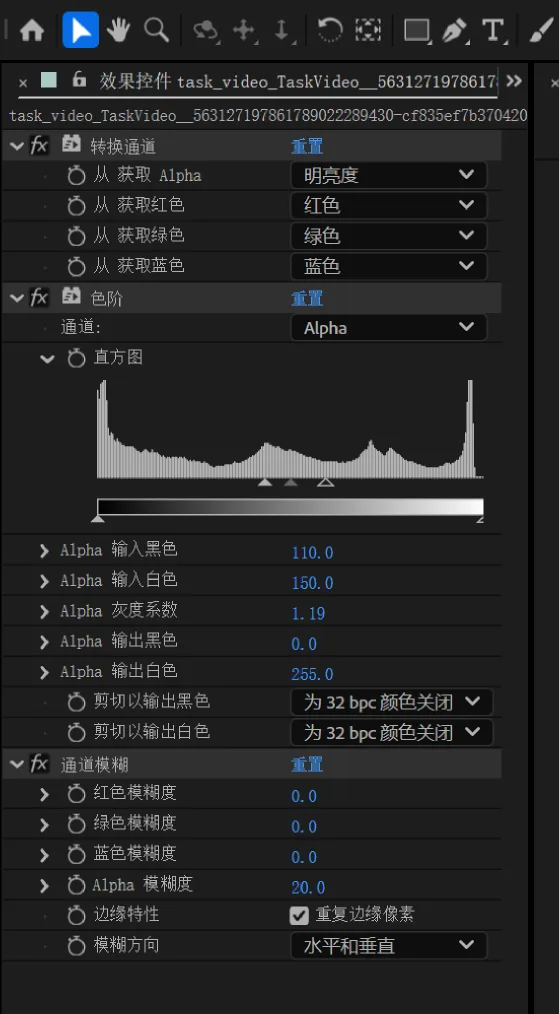 效果控件 task_video_TaskVideo__563127197861789
task_video_TaskVideo__563127197861789022289430-cf835ef7b370420
fx 转换通道 重置
从 获取 Alpha 明亮度
从 获取红色 红色
从 获取绿色 绿色
从 获取蓝色 蓝色
fx 色阶 重置
通道: Alpha
直方图
Alpha 输入黑色 110.0
Alpha 输入白色 150.0
Alpha 灰度系数 1.19
Alpha 输出黑色 0.0
Alpha 输出白色 255.0
剪切以输出黑色 为 32 bpc 颜色关闭
剪切以输出白色 为 32 bpc 颜色关闭
fx 通道模糊 重置
红色模糊度 0.0
绿色模糊度 0.0
蓝色模糊度 0.0
Alpha 模糊度 20.0
边缘特性 重复边缘像素
模糊方向 水平和垂直